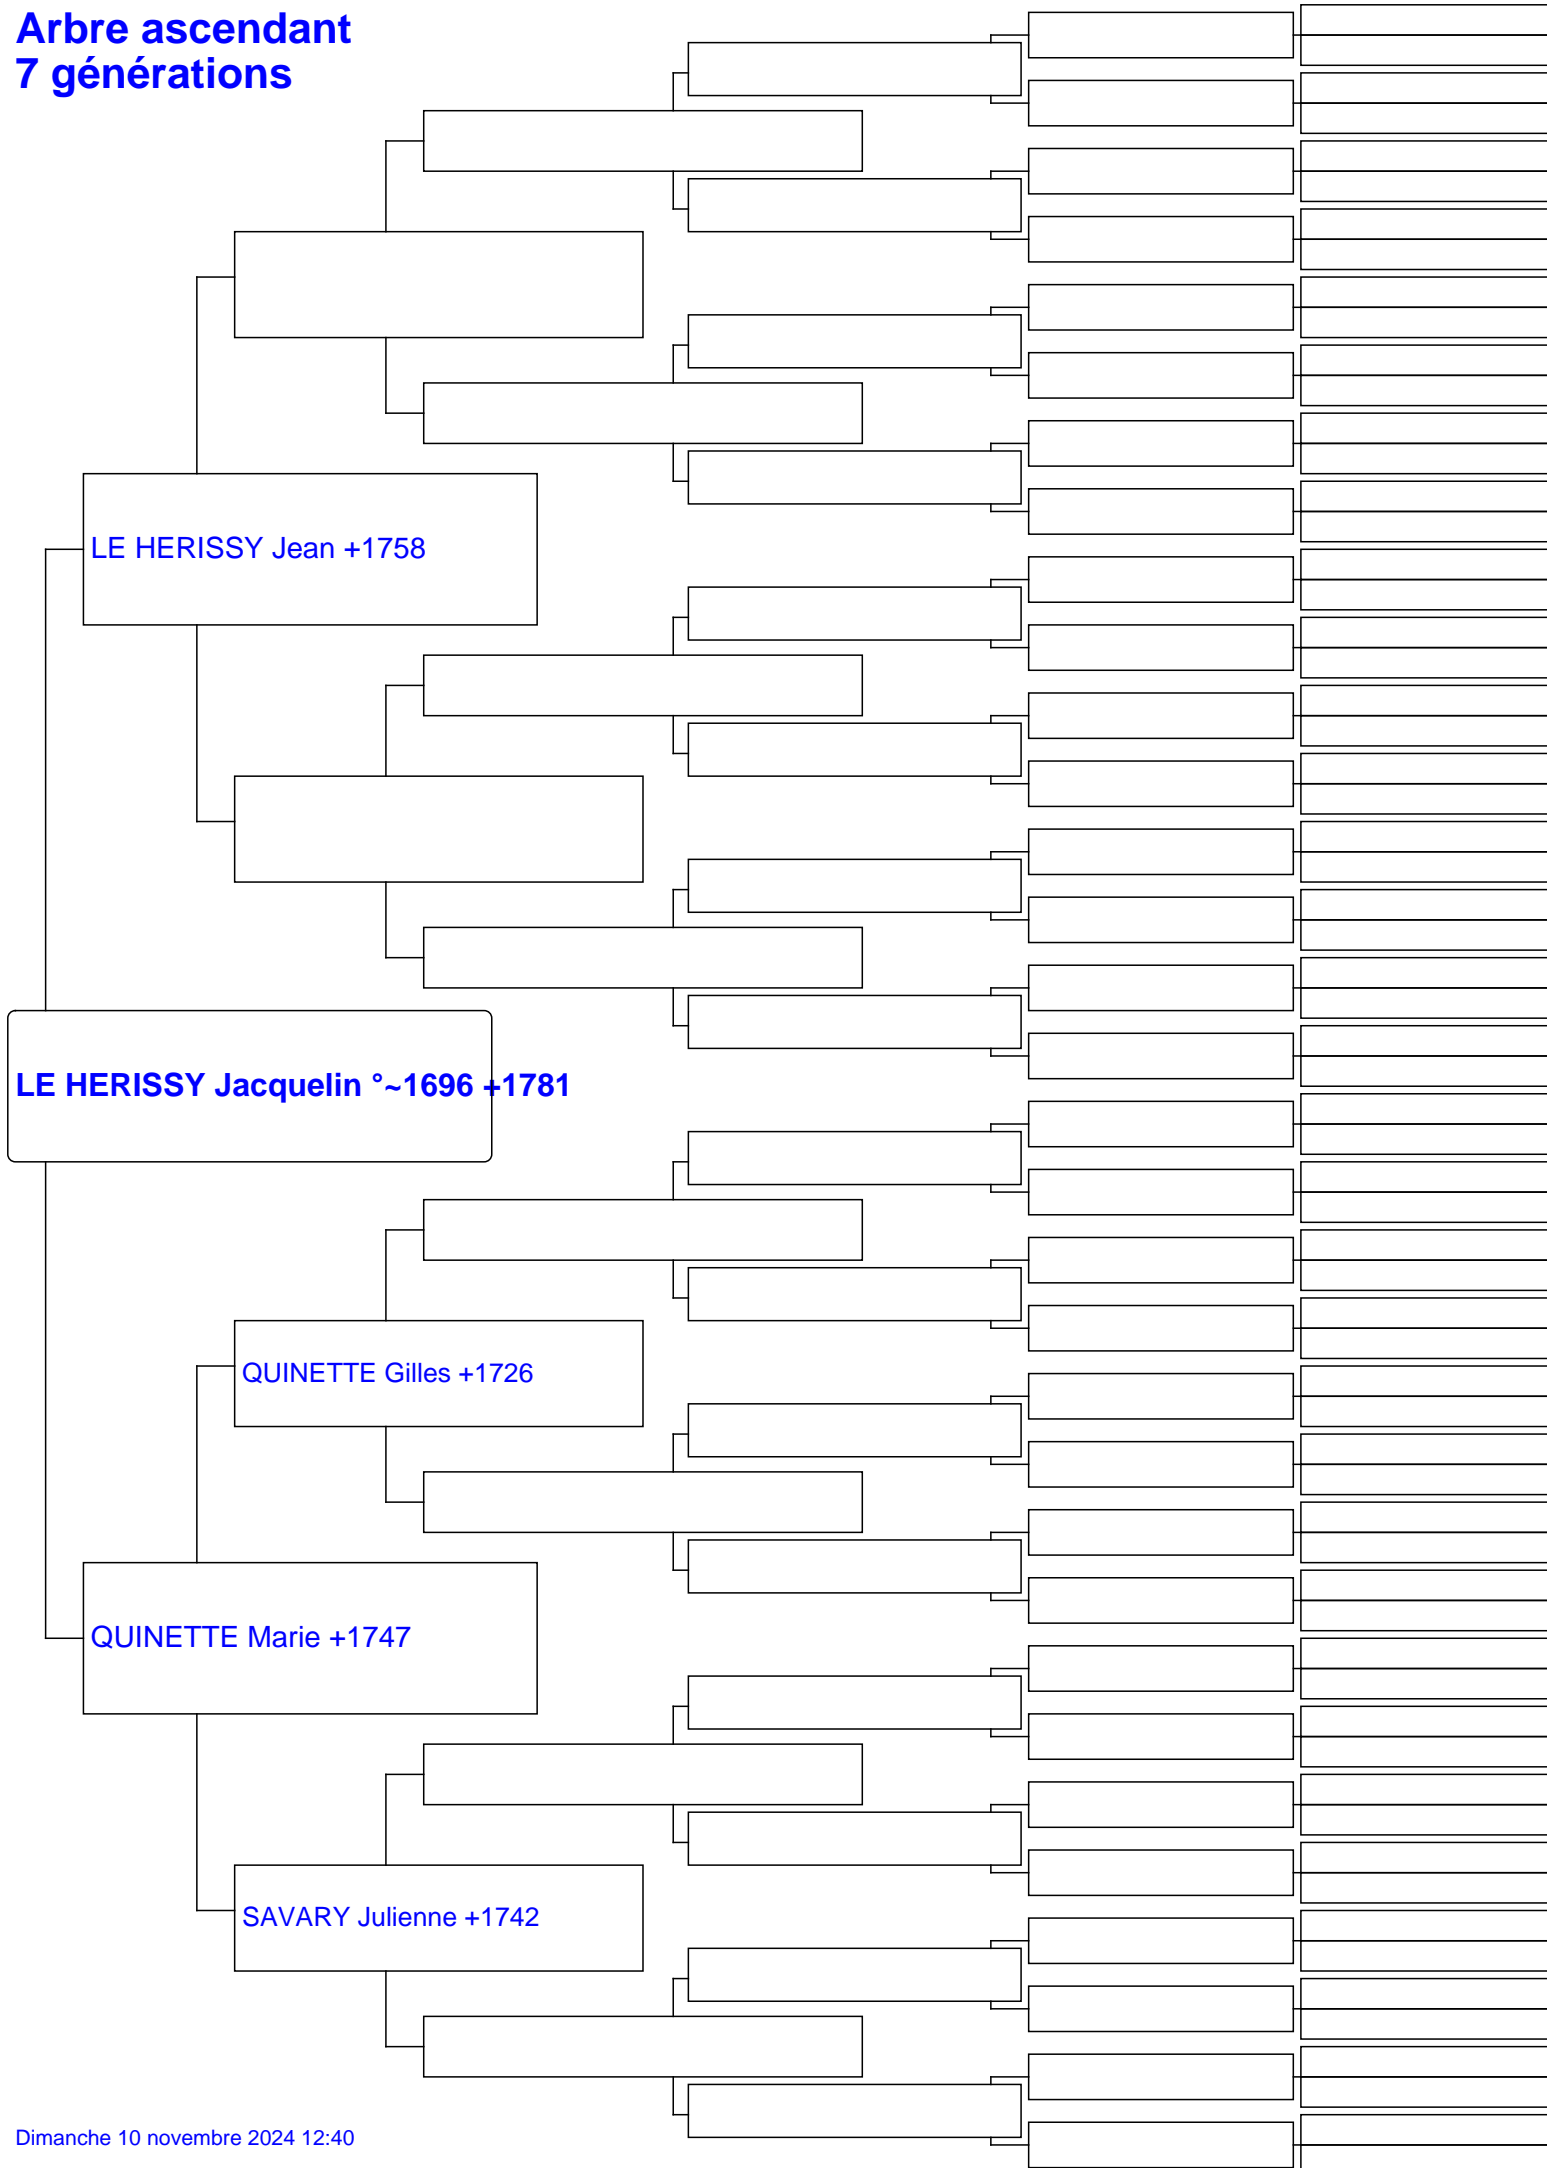 Arbre ascendant
7 générations
LE HERISSY Jean +1758
LE HERISSY Jacquelin °~1696 +1781
QUINETTE Gilles +1726
QUINETTE Marie +1747
SAVARY Julienne +1742
Dimanche 10 novembre 2024 12:40